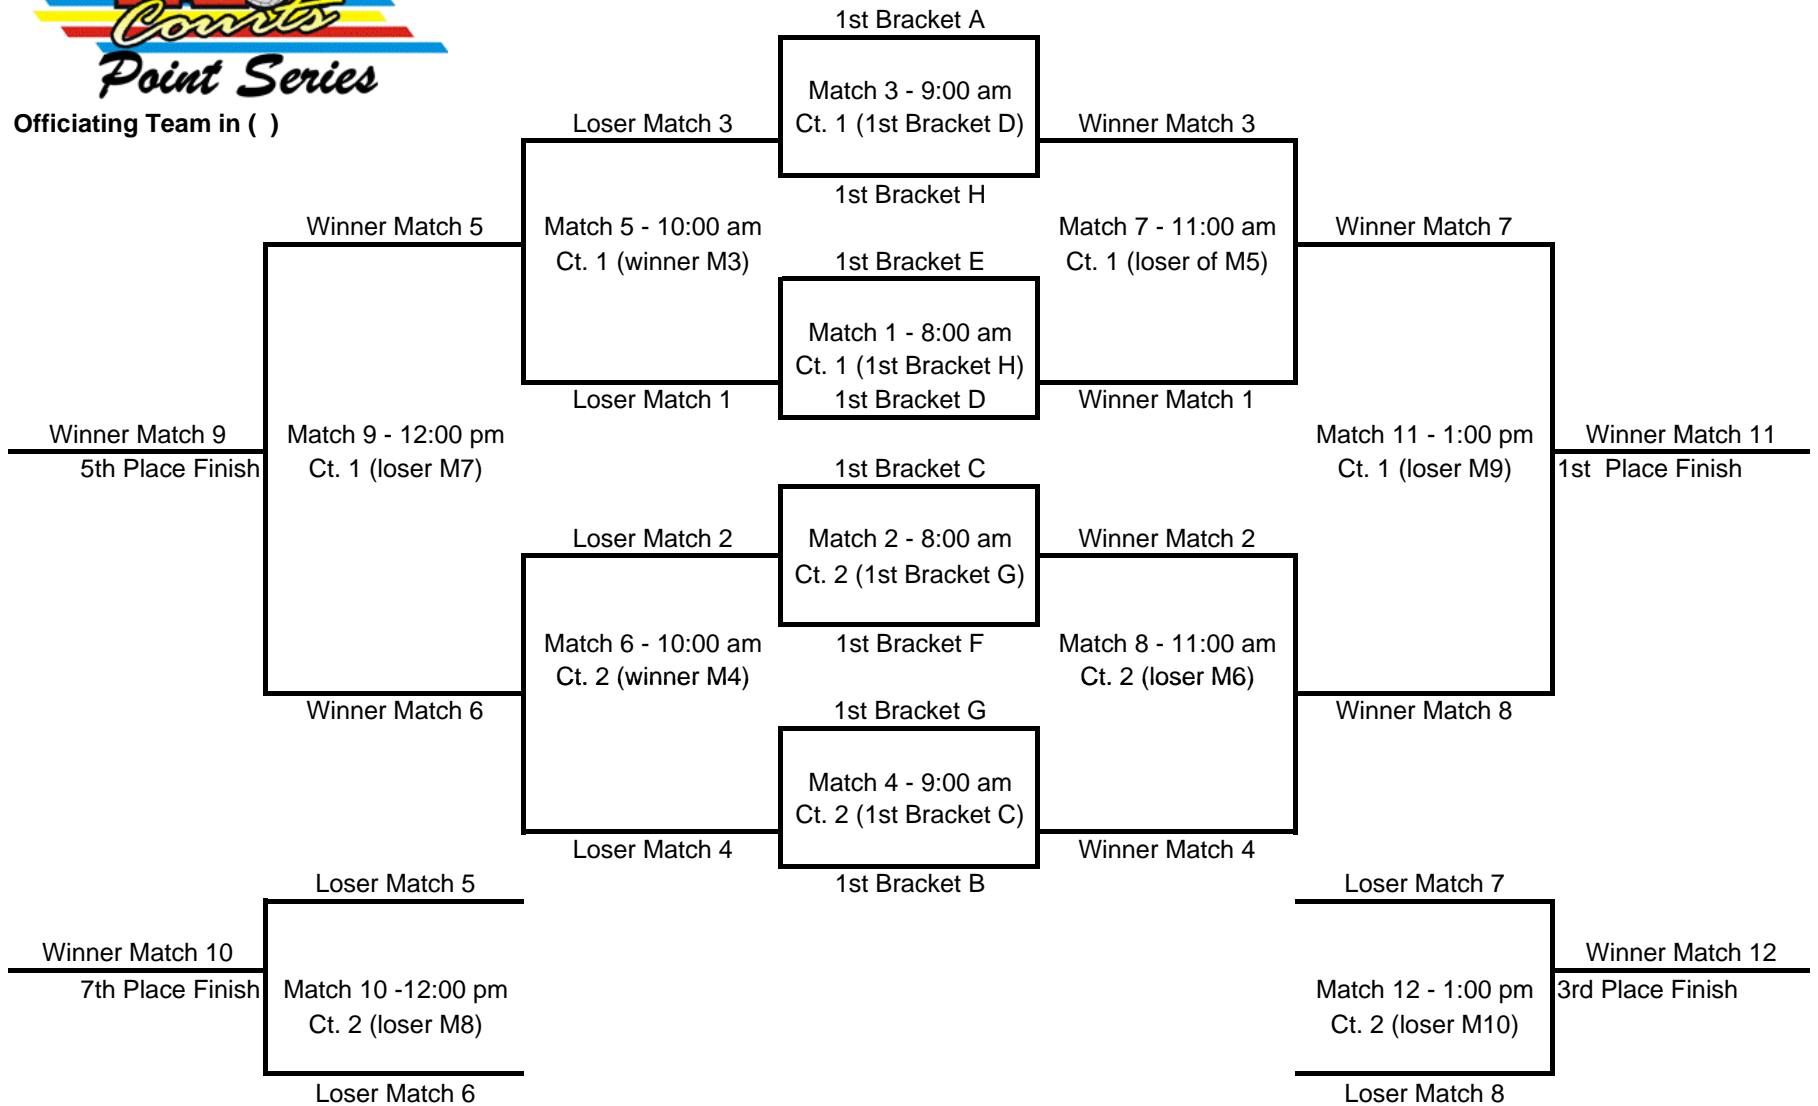 Courts
Point Series
Officiating Team in ( )
1st Bracket A
Match 3 - 9:00 am
Ct. 1 (1st Bracket D)
Loser Match 3
Winner Match 3
1st Bracket H
Winner Match 5
Match 5 - 10:00 am
Ct. 1 (winner M3)
Match 7 - 11:00 am
Ct. 1 (loser of M5)
Winner Match 7
1st Bracket E
Match 1 - 8:00 am
Ct. 1 (1st Bracket H)
1st Bracket D
Loser Match 1
Winner Match 1
Winner Match 9
5th Place Finish
Match 9 - 12:00 pm
Ct. 1 (loser M7)
Match 11 - 1:00 pm
Ct. 1 (loser M9)
Winner Match 11
1st  Place Finish
1st Bracket C
Loser Match 2
Match 2 - 8:00 am
Ct. 2 (1st Bracket G)
Winner Match 2
1st Bracket F
Match 6 - 10:00 am
Ct. 2 (winner M4)
Match 8 - 11:00 am
Ct. 2 (loser M6)
Winner Match 6
1st Bracket G
Winner Match 8
Match 4 - 9:00 am
Ct. 2 (1st Bracket C)
Loser Match 4
Winner Match 4
1st Bracket B
Loser Match 5
Loser Match 7
Winner Match 10
7th Place Finish
Match 10 -12:00 pm
Ct. 2 (loser M8)
Match 12 - 1:00 pm
Ct. 2 (loser M10)
Winner Match 12
3rd Place Finish
Loser Match 6
Loser Match 8